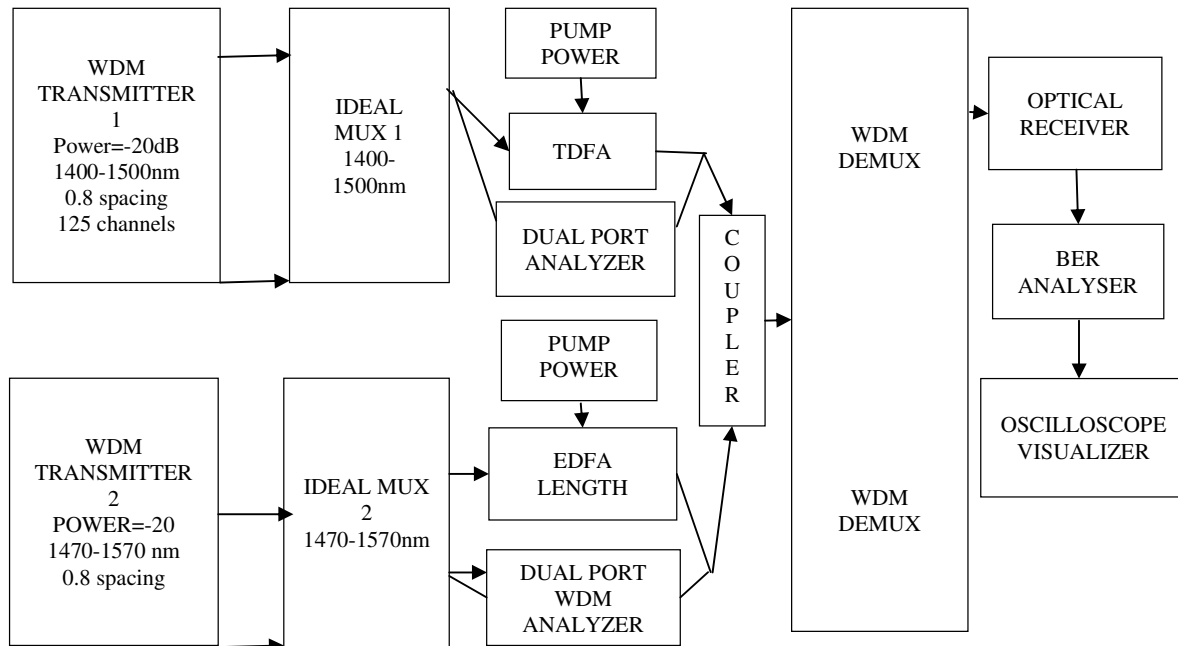 WDM
TRANSMITTER
1
Power=-20dB
1400-1500nm
0.8 spacing
125 channels
IDEAL
MUX 1
1400-
1500nm
PUMP
POWER
TDFA
DUAL PORT
ANALYZER
C
O
U
P
L
E
R
WDM
DEMUX
OPTICAL
RECEIVER
BER
ANALYSER
OSCILLOSCOPE
VISUALIZER
WDM
TRANSMITTER
2
POWER=-20
1470-1570 nm
0.8 spacing
IDEAL MUX
2
1470-1570nm
PUMP
POWER
EDFA
LENGTH
DUAL PORT
WDM
ANALYZER
WDM
DEMUX